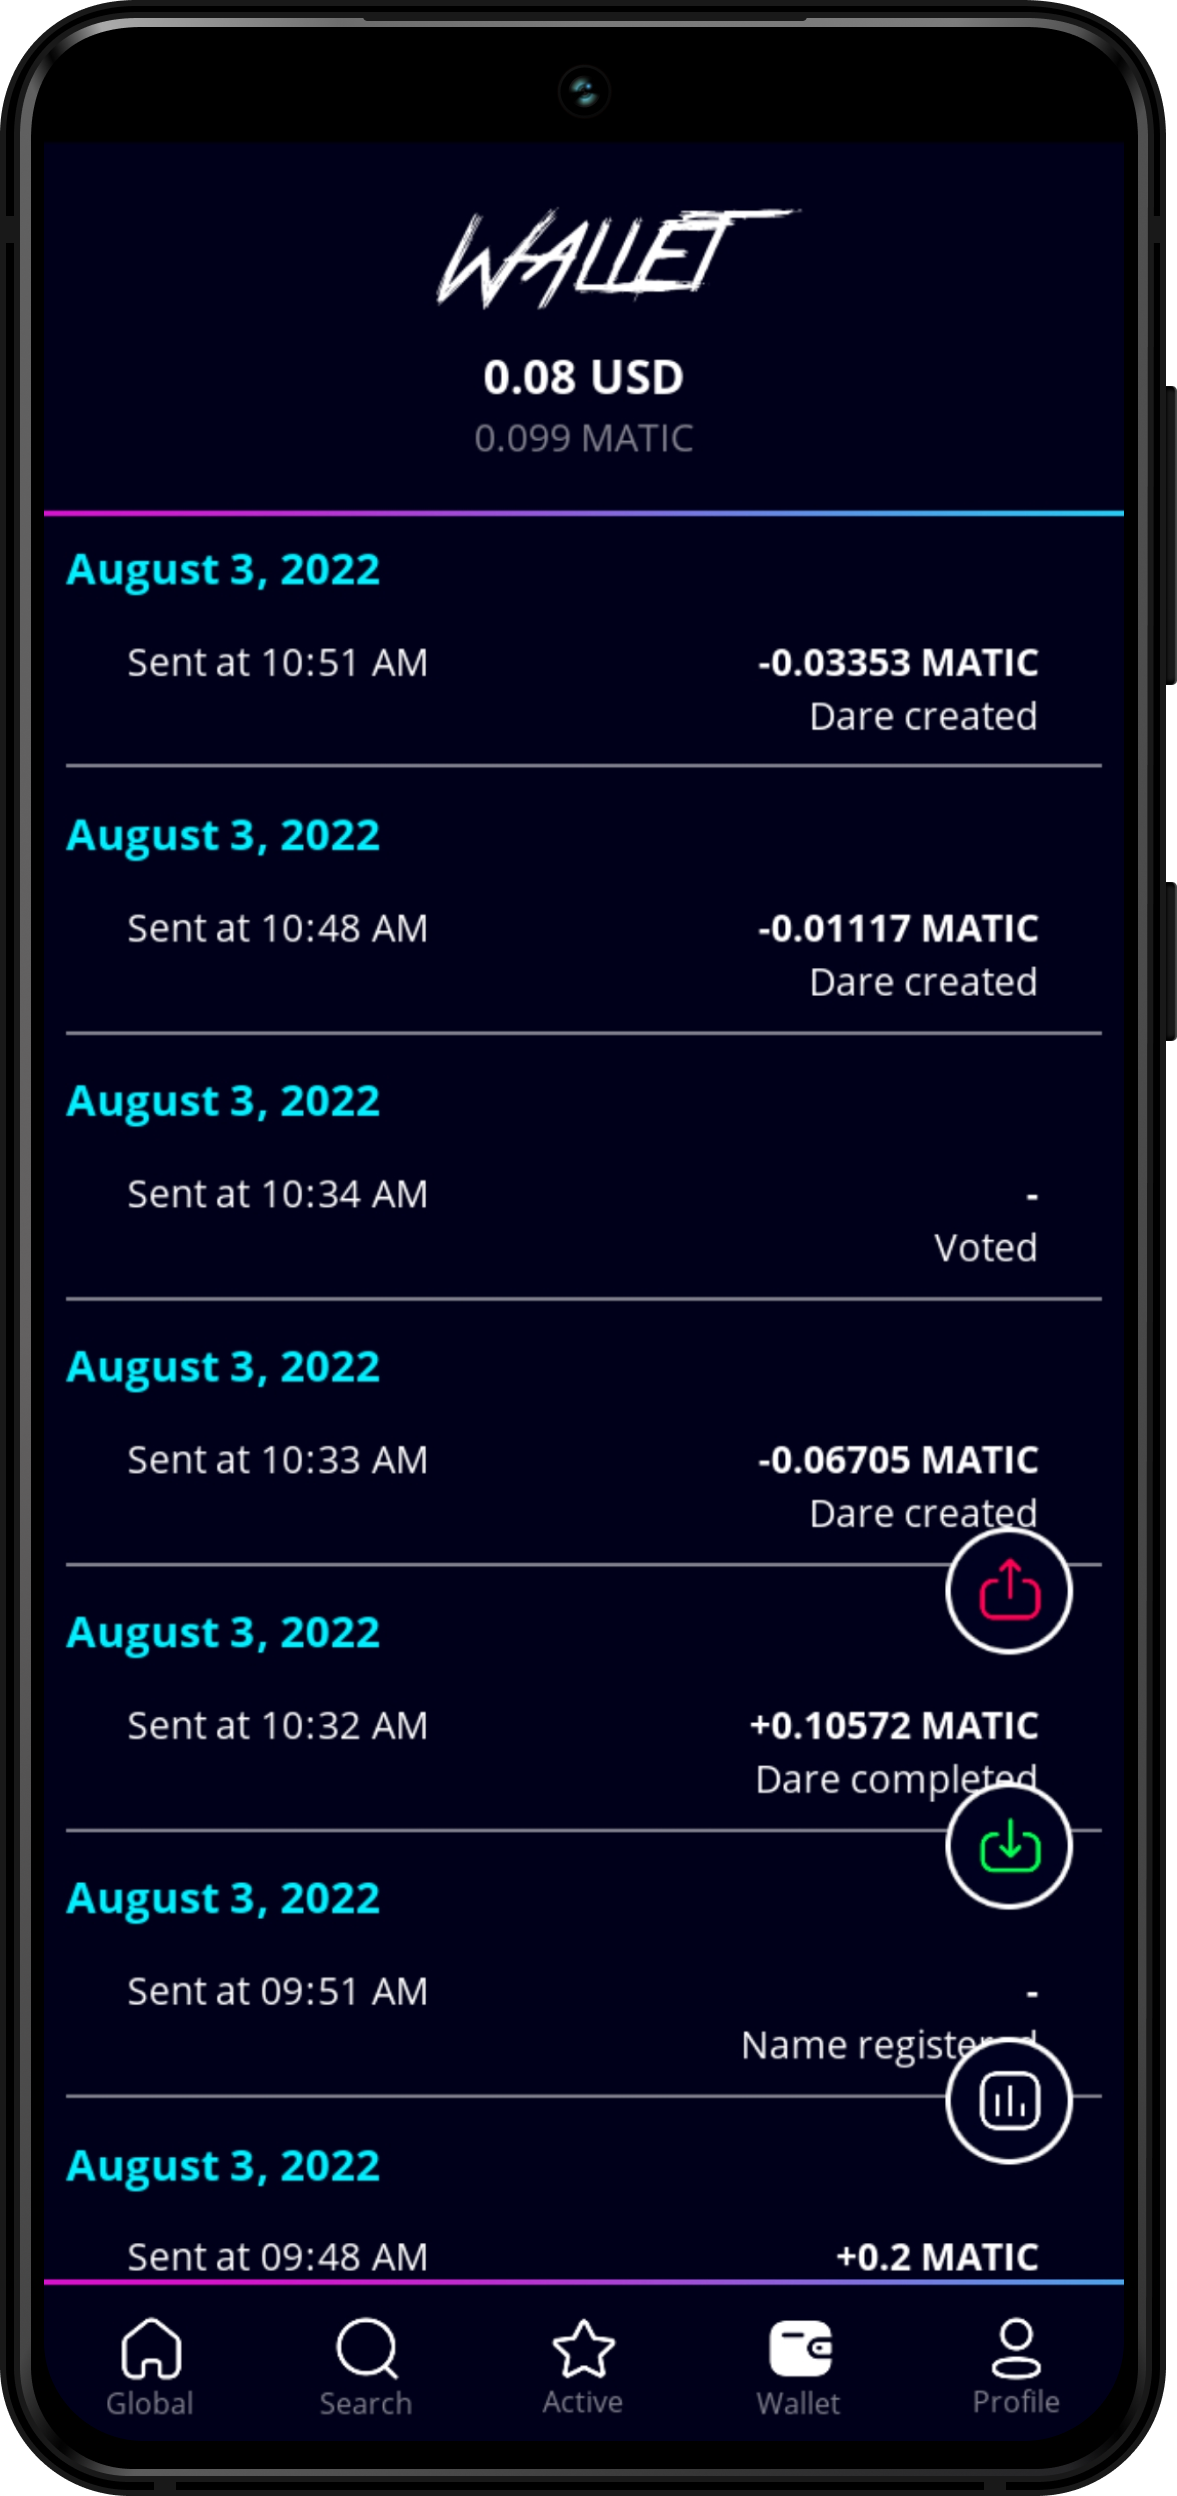 WALLET
0.08 USD
0.099 MATIC
August 3, 2022
Sent at 10:51 AM -0.03353 MATIC
Dare created
August 3, 2022
Sent at 10:48 AM -0.01117 MATIC
Dare created
August 3, 2022
Sent at 10:34 AM -
Voted
August 3, 2022
Sent at 10:33 AM -0.06705 MATIC
Dare created
August 3, 2022
Sent at 10:32 AM +0.10572 MATIC
Dare completed
August 3, 2022
Sent at 09:51 AM -
Name registered
August 3, 2022
Sent at 09:48 AM +0.2 MATIC
Global Search Active Wallet Profile